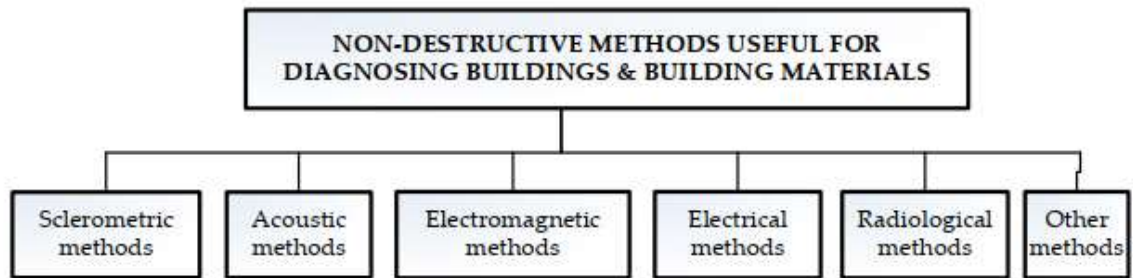 NON-DESTRUCTIVE METHODS USEFUL FOR
DIAGNOSING BUILDINGS & BUILDING MATERIALS
Sclerometric
methods
Acoustic
methods
Electromagnetic
methods
Electrical
methods
Radiological
methods
Other
methods